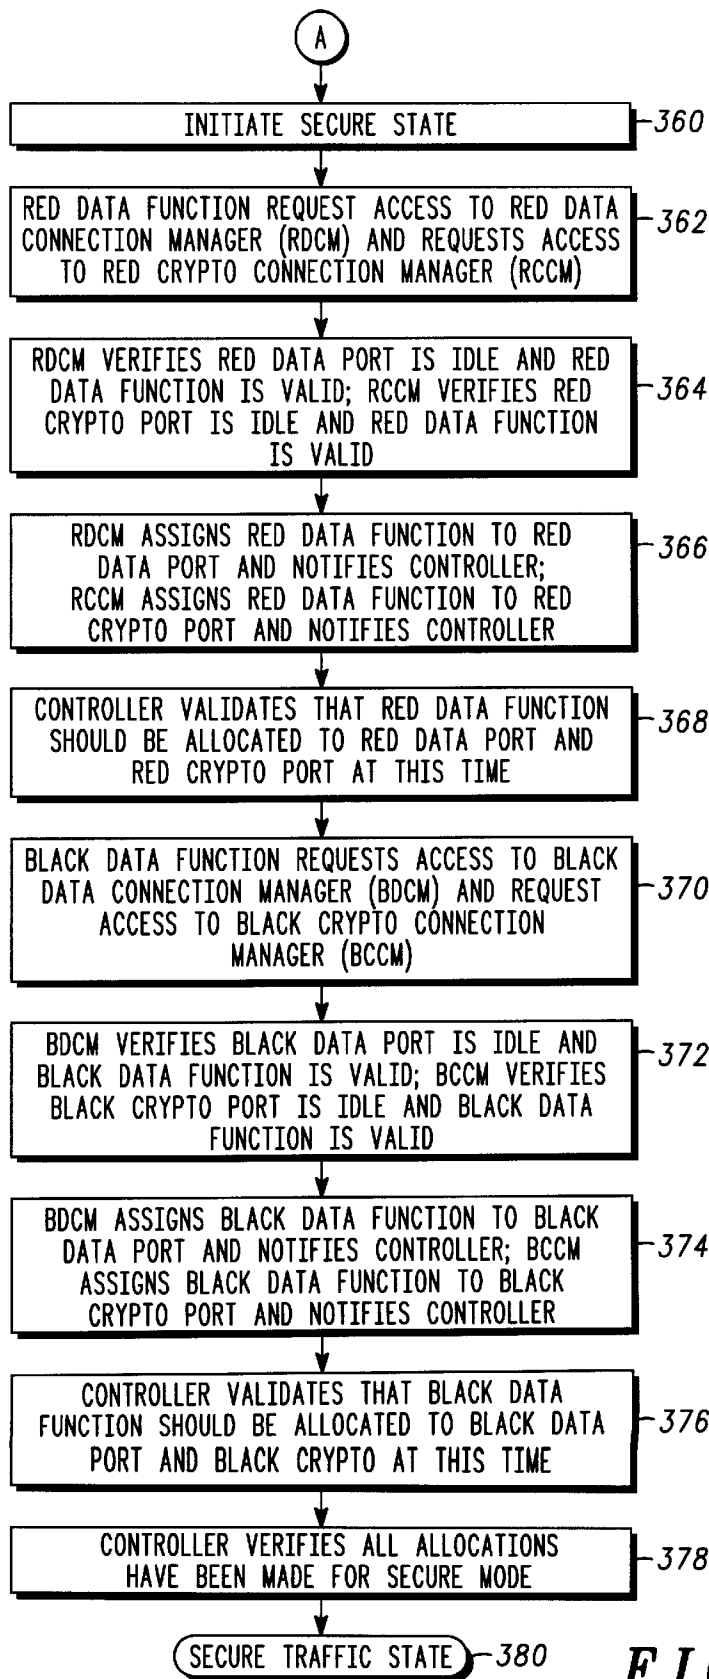 A
INITIATE SECURE STATE
360
RED DATA FUNCTION REQUEST ACCESS TO RED DATA
CONNECTION MANAGER (RDCM) AND REQUESTS ACCESS
TO RED CRYPTO CONNECTION MANAGER (RCCM)
362
RDCM VERIFIES RED DATA PORT IS IDLE AND RED
DATA FUNCTION IS VALID; RCCM VERIFIES RED
CRYPTO PORT IS IDLE AND RED DATA FUNCTION
IS VALID
364
RDCM ASSIGNS RED DATA FUNCTION TO RED
DATA PORT AND NOTIFIES CONTROLLER;
RCCM ASSIGNS RED DATA FUNCTION TO RED
CRYPTO PORT AND NOTIFIES CONTROLLER
366
CONTROLLER VALIDATES THAT RED DATA FUNCTION
SHOULD BE ALLOCATED TO RED DATA PORT AND
RED CRYPTO PORT AT THIS TIME
368
BLACK DATA FUNCTION REQUESTS ACCESS TO BLACK
DATA CONNECTION MANAGER (BDCM) AND REQUEST
ACCESS TO BLACK CRYPTO CONNECTION
MANAGER (BCCM)
370
BDCM VERIFIES BLACK DATA PORT IS IDLE AND
BLACK DATA FUNCTION IS VALID; BCCM VERIFIES
BLACK CRYPTO PORT IS IDLE AND BLACK DATA
FUNCTION IS VALID
372
BDCM ASSIGNS BLACK DATA FUNCTION TO BLACK
DATA PORT AND NOTIFIES CONTROLLER; BCCM
ASSIGNS BLACK DATA FUNCTION TO BLACK
CRYPTO PORT AND NOTIFIES CONTROLLER
374
CONTROLLER VALIDATES THAT BLACK DATA
FUNCTION SHOULD BE ALLOCATED TO BLACK DATA
PORT AND BLACK CRYPTO AT THIS TIME
376
CONTROLLER VERIFIES ALL ALLOCATIONS
HAVE BEEN MADE FOR SECURE MODE
378
SECURE TRAFFIC STATE
380